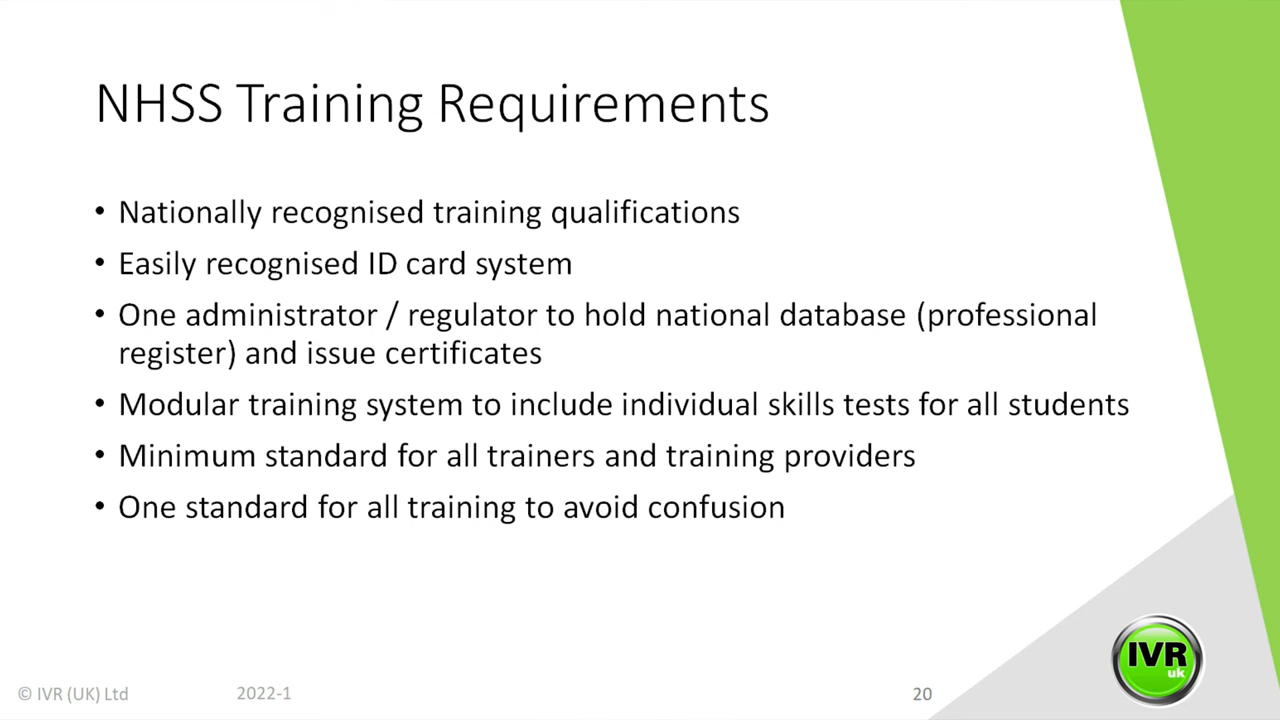 NHSS Training Requirements
• Nationally recognised training qualifications
• Easily recognised ID card system
• One administrator / regulator to hold national database (professional
register) and issue certificates
• Modular training system to include individual skills tests for all students
• Minimum standard for all trainers and training providers
• One standard for all training to avoid confusion
IVR
uk
© IVR (UK) Ltd
2022-1
20